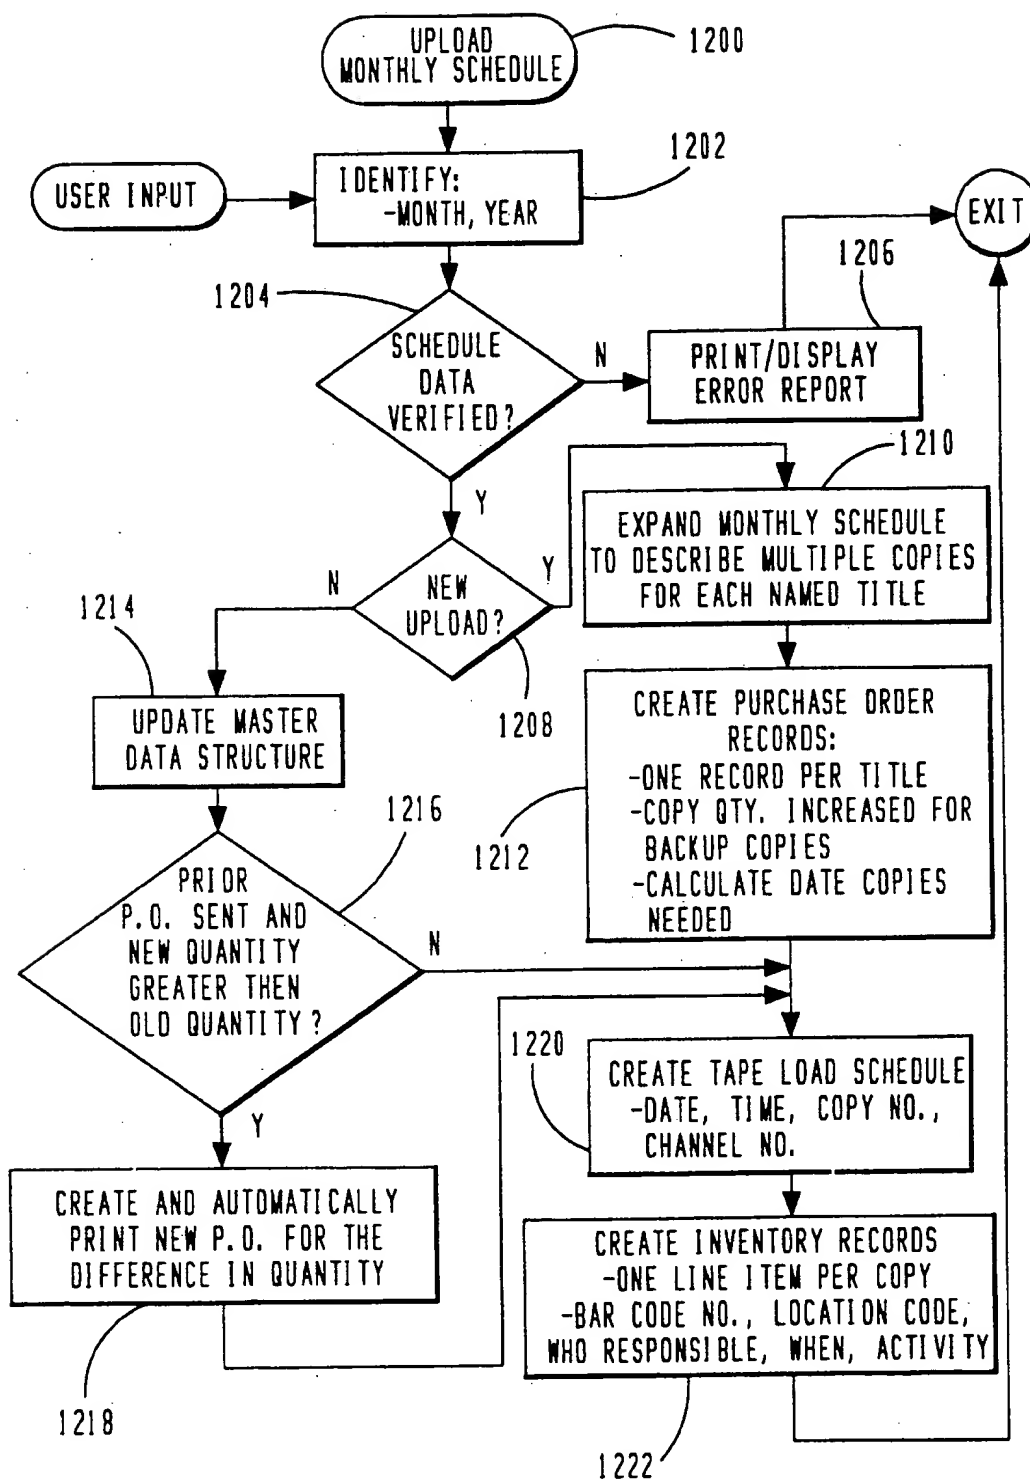 UPLOAD
MONTHLY SCHEDULE
1200
USER INPUT
IDENTIFY:
-MONTH, YEAR
1202
EXIT
1204
SCHEDULE
DATA
VERIFIED?
N
Y
1206
PRINT/DISPLAY
ERROR REPORT
1210
EXPAND MONTHLY SCHEDULE
TO DESCRIBE MULTIPLE COPIES
FOR EACH NAMED TITLE
N
NEW
UPLOAD?
Y
1208
1214
UPDATE MASTER
DATA STRUCTURE
CREATE PURCHASE ORDER
RECORDS:
-ONE RECORD PER TITLE
-COPY QTY. INCREASED FOR
BACKUP COPIES
-CALCULATE DATE COPIES
NEEDED
1212
1216
PRIOR
P.O. SENT AND
NEW QUANTITY
GREATER THEN
OLD QUANTITY?
N
Y
1220
CREATE TAPE LOAD SCHEDULE
-DATE, TIME, COPY NO.,
CHANNEL NO.
CREATE AND AUTOMATICALLY
PRINT NEW P.O. FOR THE
DIFFERENCE IN QUANTITY
1218
CREATE INVENTORY RECORDS
-ONE LINE ITEM PER COPY
-BAR CODE NO., LOCATION CODE,
WHO RESPONSIBLE, WHEN, ACTIVITY
1222